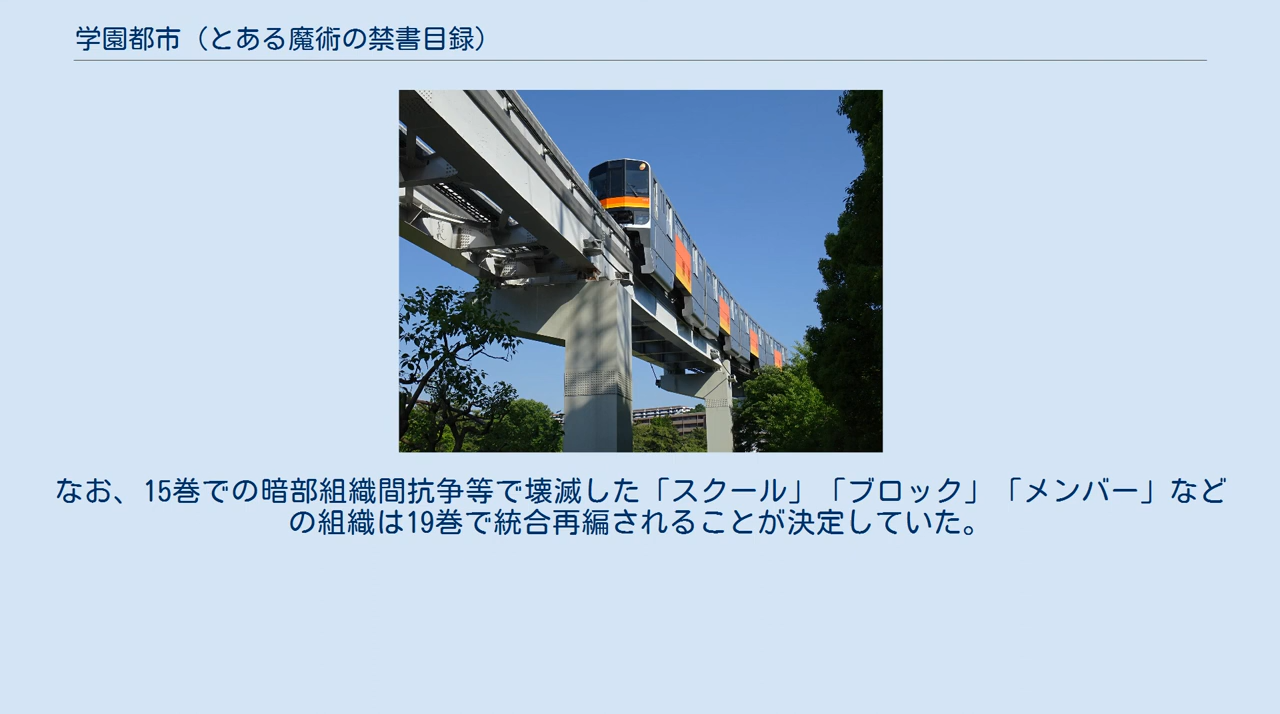 学園都市（とある魔術の禁書目録）
なお、15巻での暗部組織間抗争等で壊滅した「スクール」「ブロック」「メンバー」など
の組織は19巻で統合再編されることが決定していた。